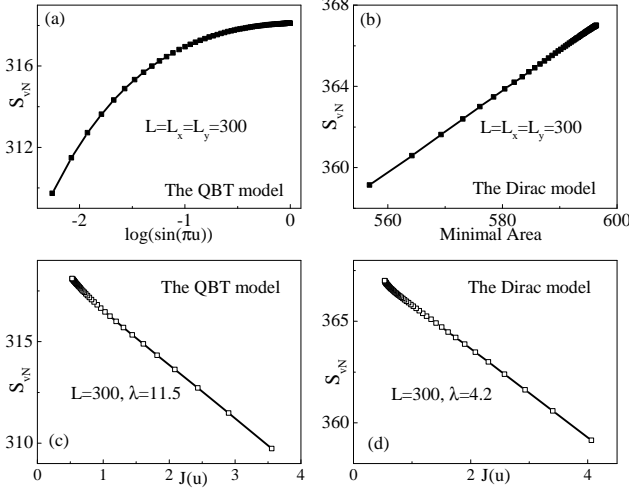 (a)
318
312
S_vN
L=L_x=L_y=300
The QBT model
-2
-1
0
log(sin(πu))
(b)
368
366
360
S_vN
L=L_x=L_y=300
The Dirac model
560
580
600
Minimal Area
The QBT model
315
310
S_vN
L=300, λ=11.5
(c)
0
1
2
3
4
J(u)
The Dirac model
365
360
S_vN
L=300, λ=4.2
(d)
0
2
4
J(u)